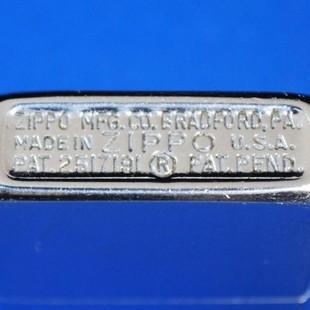 ZIPPO MFG. CO. BRADFORD, PA.
MADE IN ZIPPO U.S.A.
PAT. 2517191 ® PAT. PEND.